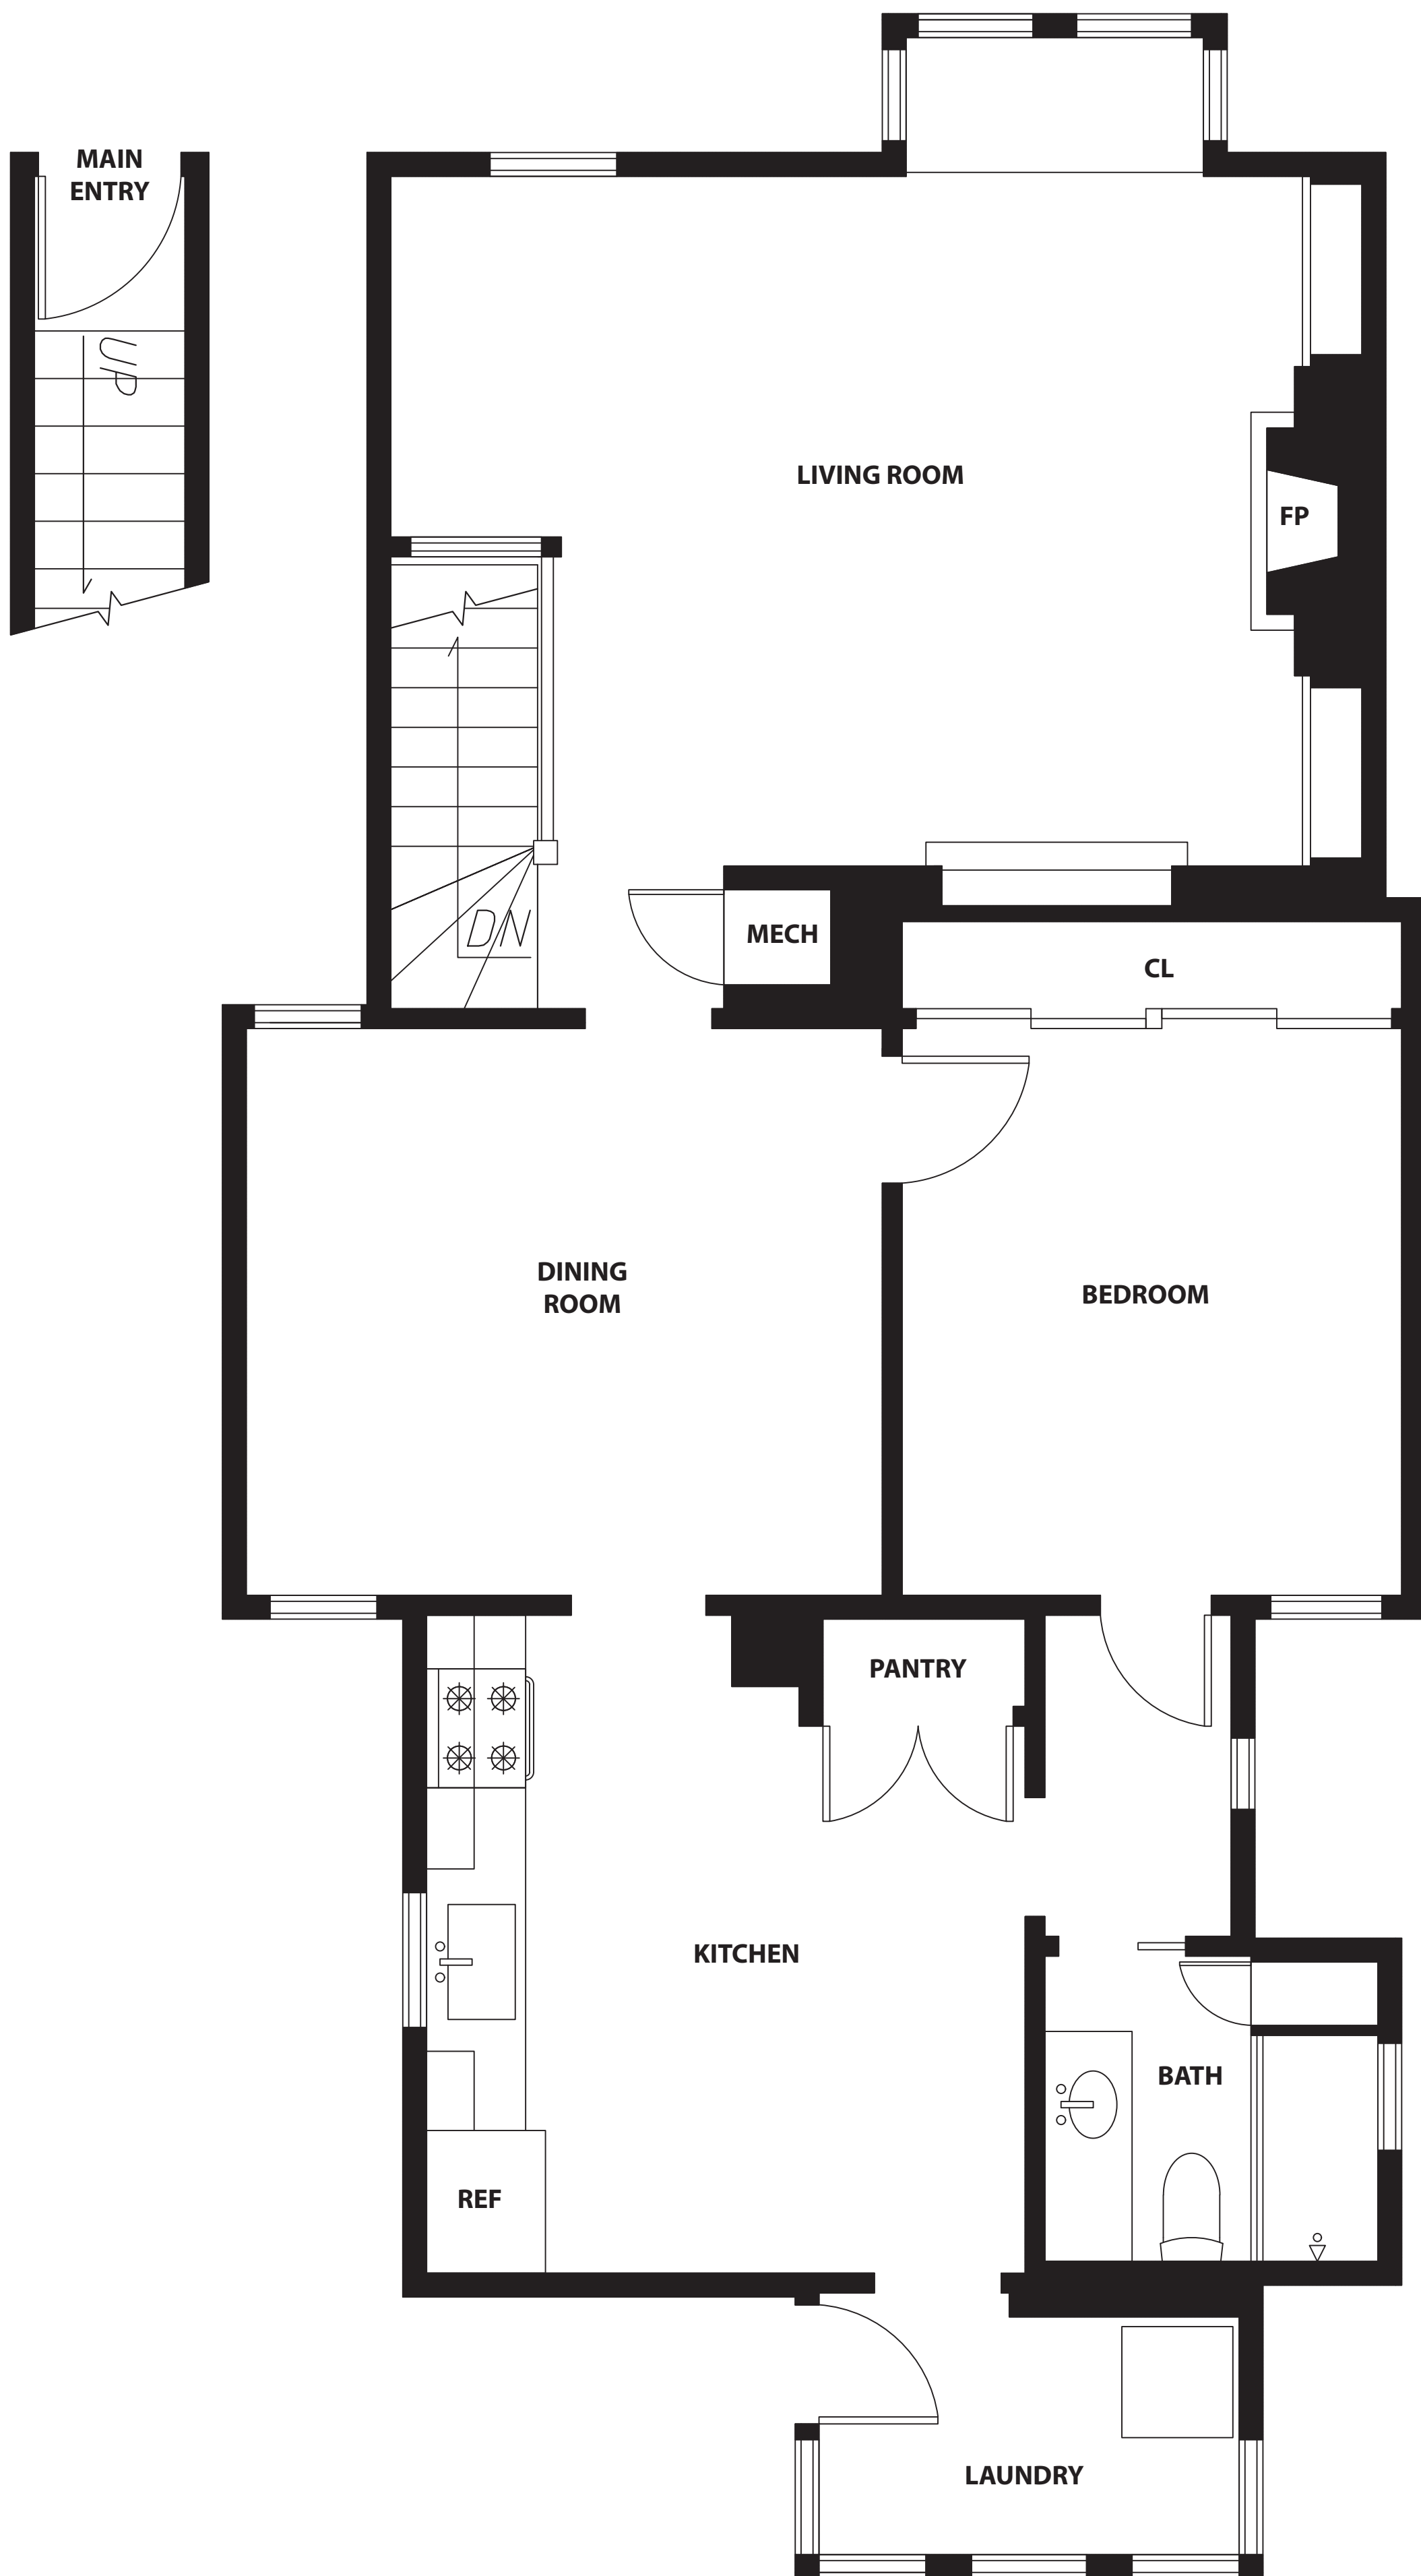 MAIN
ENTRY
UP
LIVING ROOM
FP
DN
MECH
CL
DINING
ROOM
BEDROOM
PANTRY
KITCHEN
BATH
REF
LAUNDRY